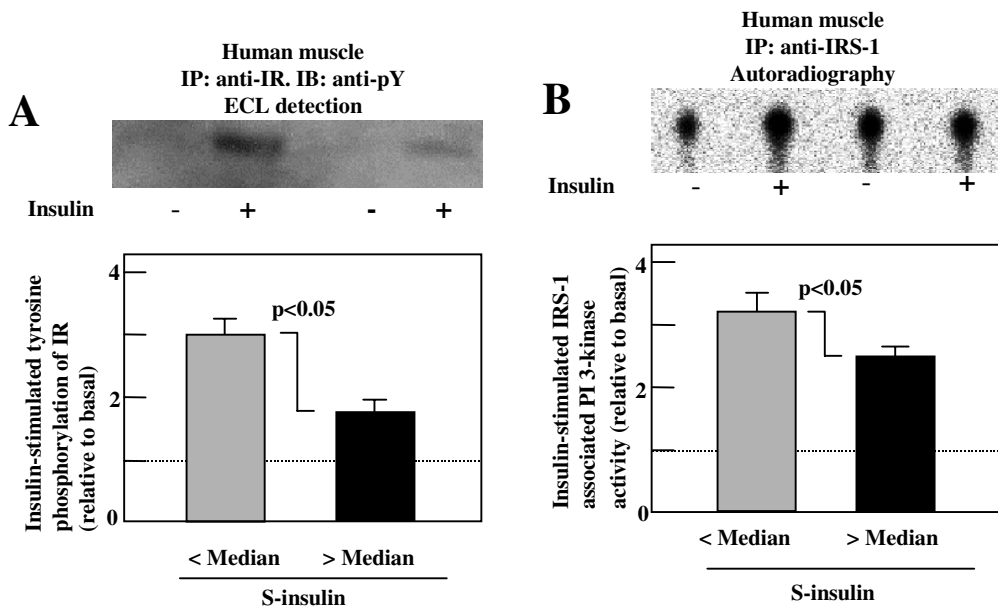 A
Human muscle
IP: anti-IR. IB: anti-pY
ECL detection
Insulin - + - +
Insulin-stimulated tyrosine
phosphorylation of IR
(relative to basal)
4
2
0
p<0.05
< Median > Median
S-insulin
B
Human muscle
IP: anti-IRS-1
Autoradiography
Insulin - + - +
Insulin-stimulated IRS-1
associated PI 3-kinase
activity (relative to basal)
4
2
0
p<0.05
< Median > Median
S-insulin